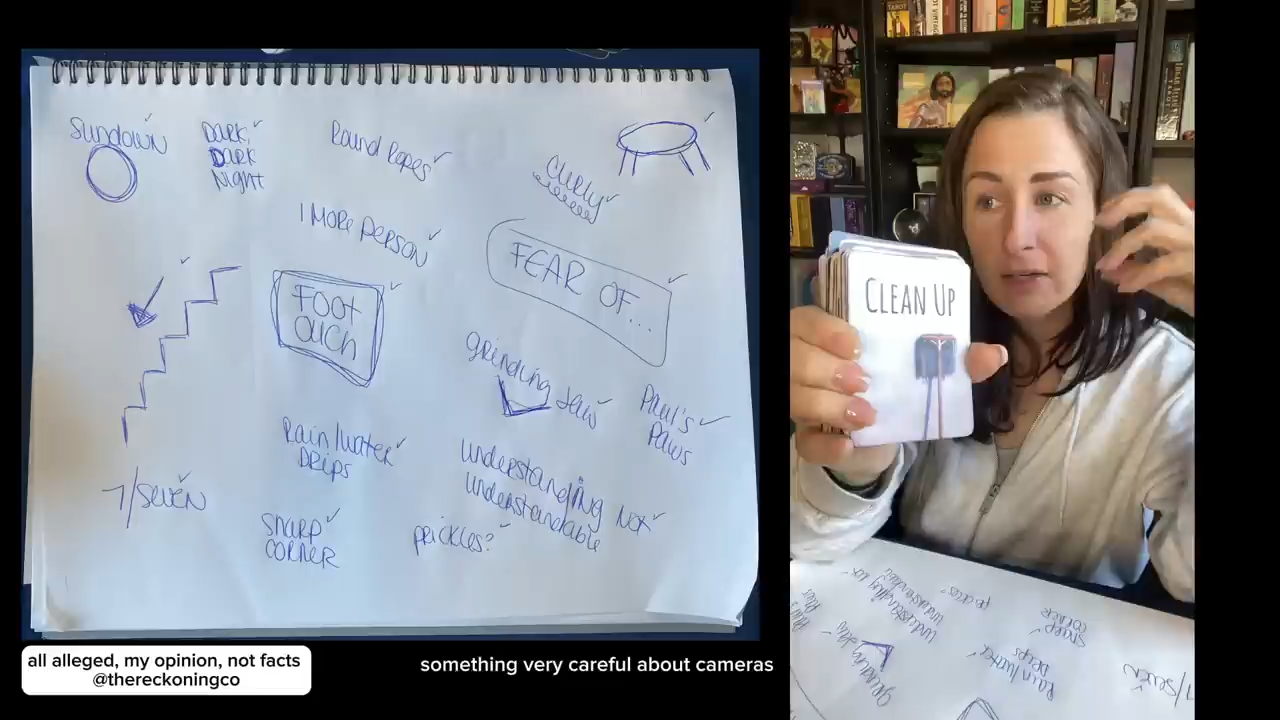 Sundown
DARK,
DARK
Night
Round Ropes
Curly
1 MORE PERSON
FEAR OF...
Foot
ouch
grinding Jaw
Paul's
Paws
Rain/water
DRIPS
Understanding Not
Understandable
7/seven
SHARP
CORNER
prickles?
CLEAN UP
TAROT
all alleged, my opinion, not facts
@thereckoningco
something very careful about cameras